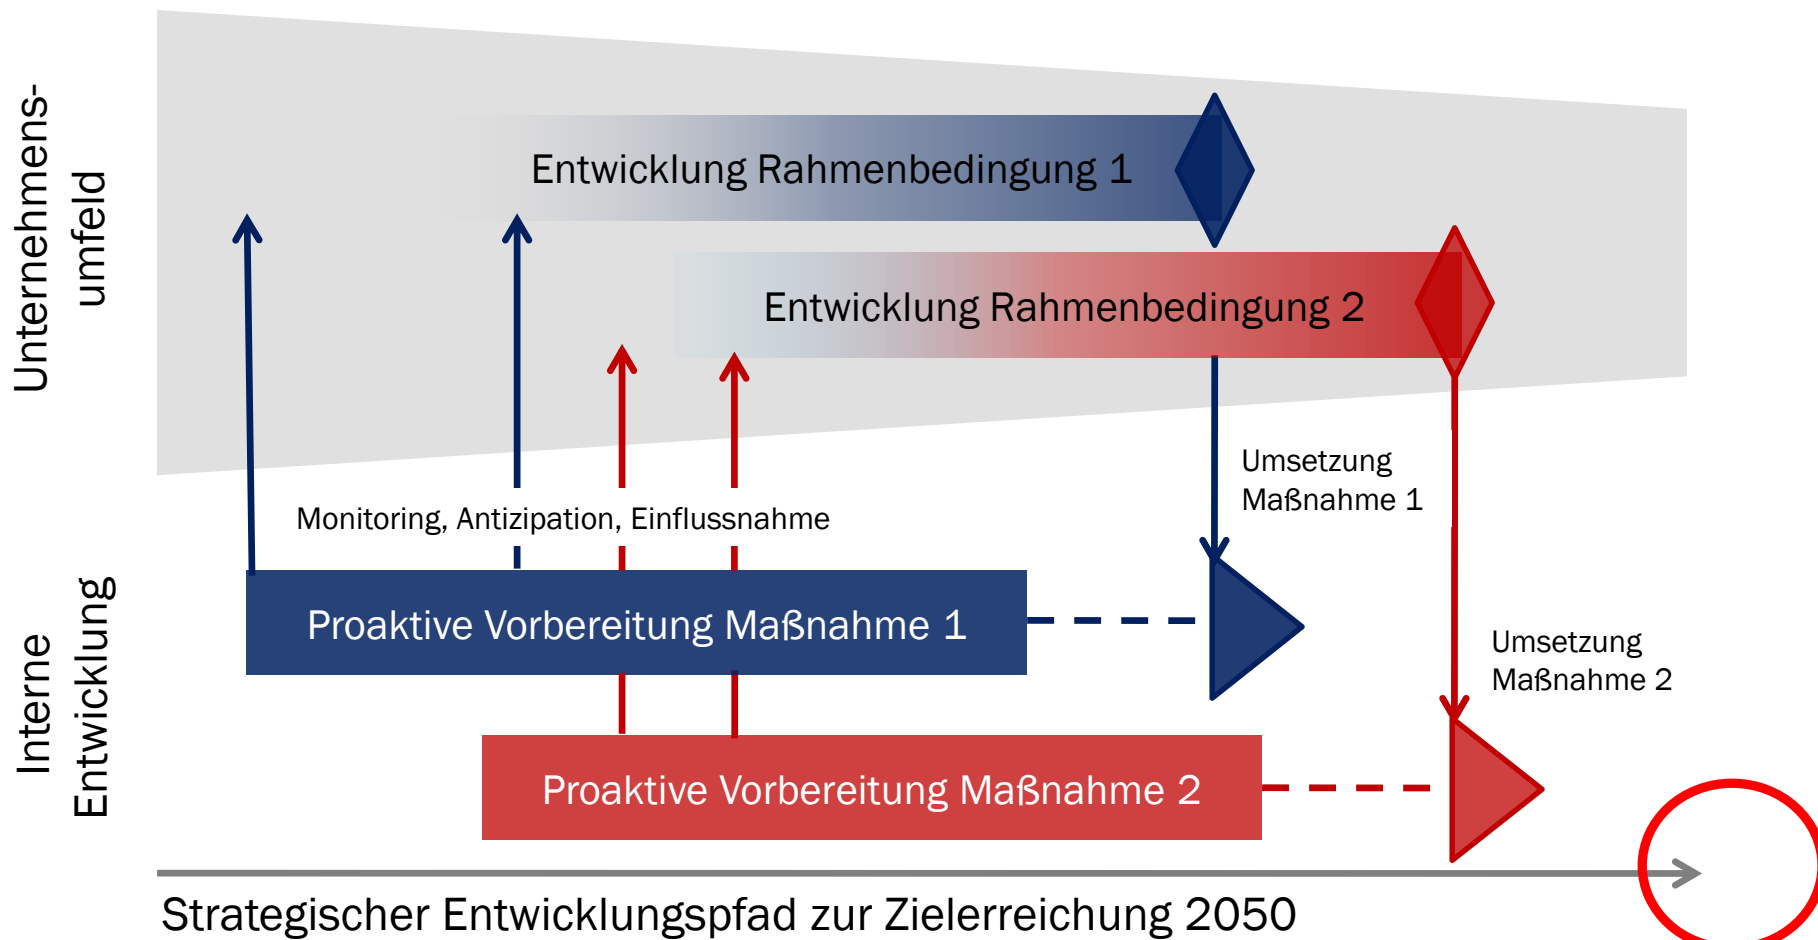 Unternehmens-
umfeld
Entwicklung Rahmenbedingung 1
Entwicklung Rahmenbedingung 2
Umsetzung
Maßnahme 1
Monitoring, Antizipation, Einflussnahme
Interne
Entwicklung
Proaktive Vorbereitung Maßnahme 1
Umsetzung
Maßnahme 2
Proaktive Vorbereitung Maßnahme 2
Strategischer Entwicklungspfad zur Zielerreichung 2050